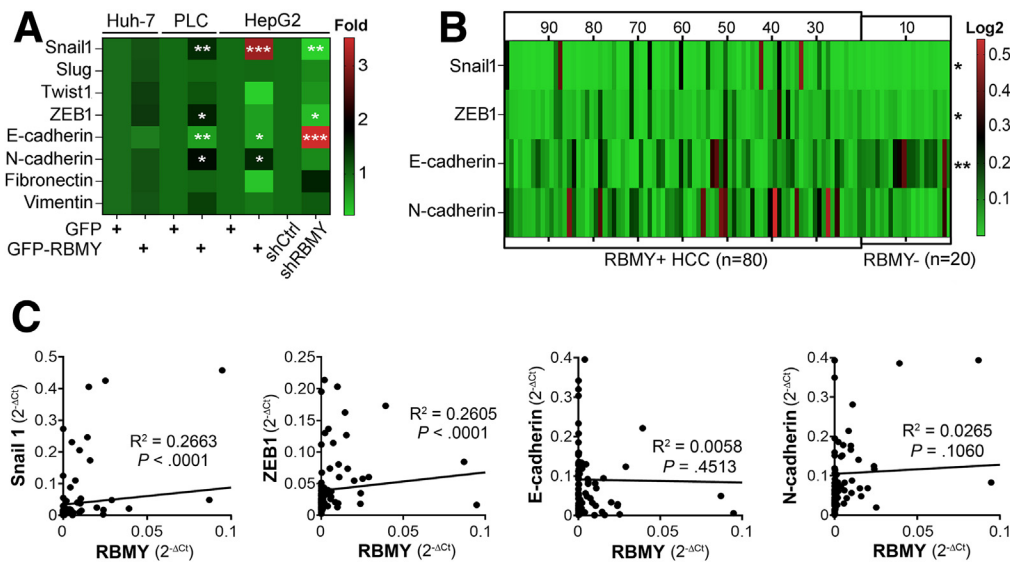 A
Huh-7 PLC HepG2 Fold
Snail1 ** *** **
Slug
Twist1
ZEB1 * *
E-cadherin ** * ***
N-cadherin * *
Fibronectin
Vimentin
3
2
1
GFP + + +
GFP-RBMY + + +
shCtrl
shRBMY
B
90 80 70 60 50 40 30 10 Log2
Snail1 *
ZEB1 *
E-cadherin **
N-cadherin
0.5
0.4
0.3
0.2
0.1
RBMY+ HCC (n=80) RBMY- (n=20)
C
Snail 1 (2-ΔCt)
0.5
0.4
0.3
0.2
0.1
0
R² = 0.2663
P < .0001
0 0.05 0.1
RBMY (2-ΔCt)
ZEB1 (2-ΔCt)
0.25
0.20
0.15
0.10
0.05
0
R² = 0.2605
P < .0001
0 0.05 0.1
RBMY (2-ΔCt)
E-cadherin (2-ΔCt)
0.4
0.3
0.2
0.1
0
R² = 0.0058
P = .4513
0 0.05 0.1
RBMY (2-ΔCt)
N-cadherin (2-ΔCt)
0.4
0.3
0.2
0.1
0
R² = 0.0265
P = .1060
0 0.05 0.1
RBMY (2-ΔCt)